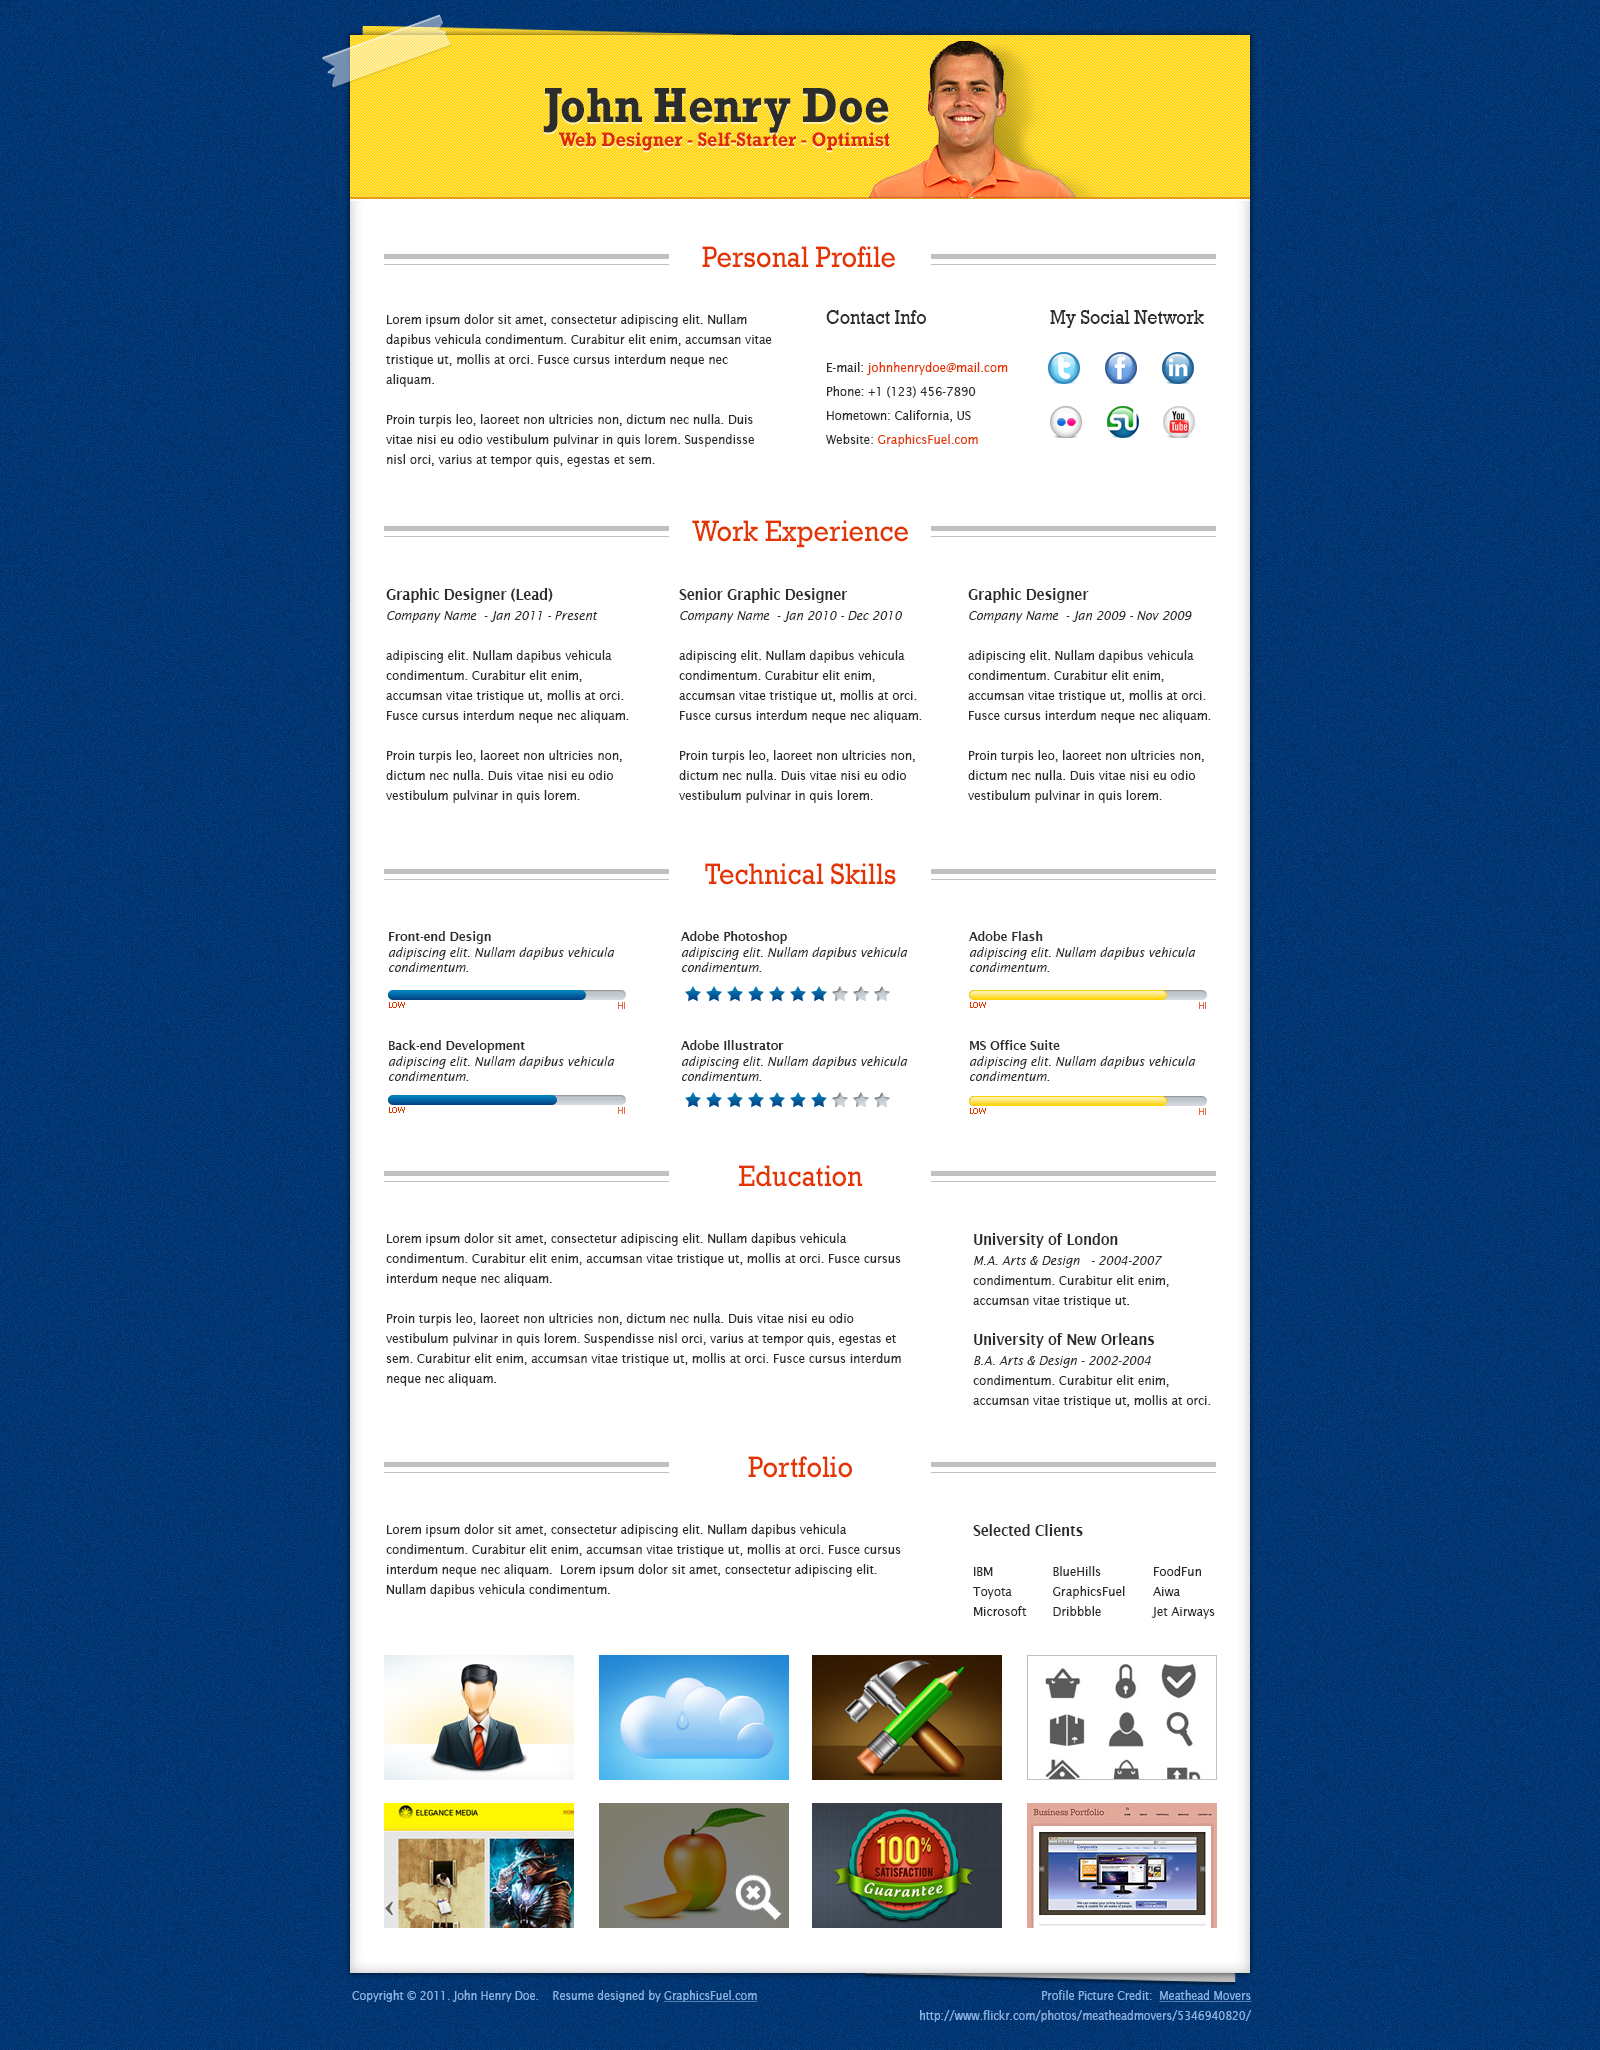 John Henry Doe
Web Designer - Self-Starter - Optimist
Personal Profile
Lorem ipsum dolor sit amet, consectetur adipiscing elit. Nullam
dapibus vehicula condimentum. Curabitur elit enim, accumsan vitae
tristique ut, mollis at orci. Fusce cursus interdum neque nec
aliquam.
Proin turpis leo, laoreet non ultricies non, dictum nec nulla. Duis
vitae nisi eu odio vestibulum pulvinar in quis lorem. Suspendisse
nisl orci, varius at tempor quis, egestas et sem.
Contact Info
E-mail: johnhenrydoe@mail.com
Phone: +1 (123) 456-7890
Hometown: California, US
Website: GraphicsFuel.com
My Social Network
You
Tube
Work Experience
Graphic Designer (Lead)
Company Name - Jan 2011 - Present
adipiscing elit. Nullam dapibus vehicula
condimentum. Curabitur elit enim,
accumsan vitae tristique ut, mollis at orci.
Fusce cursus interdum neque nec aliquam.
Proin turpis leo, laoreet non ultricies non,
dictum nec nulla. Duis vitae nisi eu odio
vestibulum pulvinar in quis lorem.
Senior Graphic Designer
Company Name - Jan 2010 - Dec 2010
adipiscing elit. Nullam dapibus vehicula
condimentum. Curabitur elit enim,
accumsan vitae tristique ut, mollis at orci.
Fusce cursus interdum neque nec aliquam.
Proin turpis leo, laoreet non ultricies non,
dictum nec nulla. Duis vitae nisi eu odio
vestibulum pulvinar in quis lorem.
Graphic Designer
Company Name - Jan 2009 - Nov 2009
adipiscing elit. Nullam dapibus vehicula
condimentum. Curabitur elit enim,
accumsan vitae tristique ut, mollis at orci.
Fusce cursus interdum neque nec aliquam.
Proin turpis leo, laoreet non ultricies non,
dictum nec nulla. Duis vitae nisi eu odio
vestibulum pulvinar in quis lorem.
Technical Skills
Front-end Design
adipiscing elit. Nullam dapibus vehicula
condimentum.
LOW HI
Adobe Photoshop
adipiscing elit. Nullam dapibus vehicula
condimentum.
Adobe Flash
adipiscing elit. Nullam dapibus vehicula
condimentum.
LOW HI
Back-end Development
adipiscing elit. Nullam dapibus vehicula
condimentum.
LOW HI
Adobe Illustrator
adipiscing elit. Nullam dapibus vehicula
condimentum.
MS Office Suite
adipiscing elit. Nullam dapibus vehicula
condimentum.
LOW HI
Education
Lorem ipsum dolor sit amet, consectetur adipiscing elit. Nullam dapibus vehicula
condimentum. Curabitur elit enim, accumsan vitae tristique ut, mollis at orci. Fusce cursus
interdum neque nec aliquam.
Proin turpis leo, laoreet non ultricies non, dictum nec nulla. Duis vitae nisi eu odio
vestibulum pulvinar in quis lorem. Suspendisse nisl orci, varius at tempor quis, egestas et
sem. Curabitur elit enim, accumsan vitae tristique ut, mollis at orci. Fusce cursus interdum
neque nec aliquam.
University of London
M.A. Arts & Design - 2004-2007
condimentum. Curabitur elit enim,
accumsan vitae tristique ut.
University of New Orleans
B.A. Arts & Design - 2002-2004
condimentum. Curabitur elit enim,
accumsan vitae tristique ut, mollis at orci.
Portfolio
Lorem ipsum dolor sit amet, consectetur adipiscing elit. Nullam dapibus vehicula
condimentum. Curabitur elit enim, accumsan vitae tristique ut, mollis at orci. Fusce cursus
interdum neque nec aliquam. Lorem ipsum dolor sit amet, consectetur adipiscing elit.
Nullam dapibus vehicula condimentum.
Selected Clients
IBM BlueHills FoodFun
Toyota GraphicsFuel Aiwa
Microsoft Dribbble Jet Airways
ELEGANCE MEDIA
100%
SATISFACTION
Guarantee
Business Portfolio
Corporate
Copyright © 2011. John Henry Doe. Resume designed by GraphicsFuel.com
Profile Picture Credit: Meathead Movers
http://www.flickr.com/photos/meatheadmovers/5346940820/